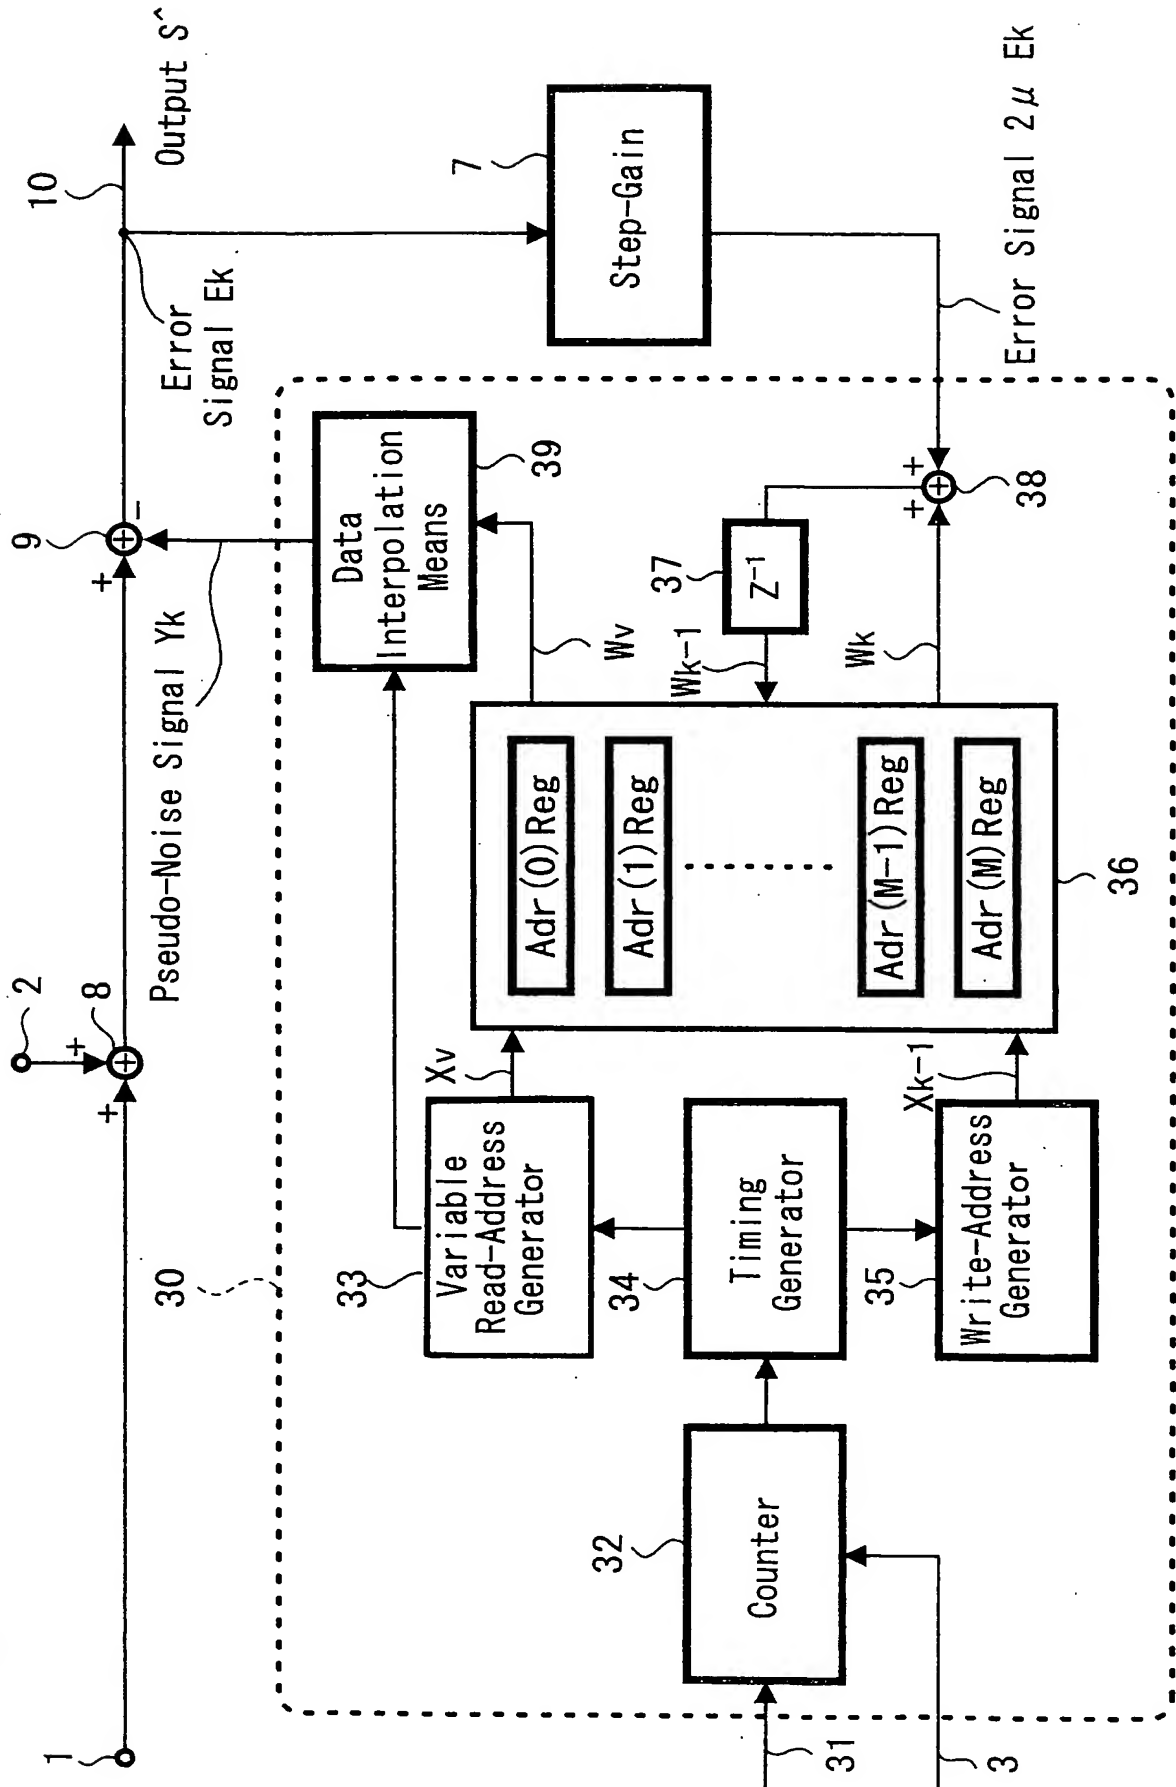 1
2
8
9
10
Output S^
Error
Signal Ek
Pseudo-Noise Signal Yk
30
33
Variable
Read-Address
Generator
Xv
Data
Interpolation
Means
39
7
Step-Gain
Wv
Adr(0)Reg
Adr(1)Reg
Adr(M-1)Reg
Adr(M)Reg
36
37
Z⁻¹
Wk-1
Wk
38
Error Signal 2μ Ek
32
Counter
34
Timing
Generator
35
Write-Address
Generator
Xk-1
31
3
+
+
+
-
+
+
+
+
+
+